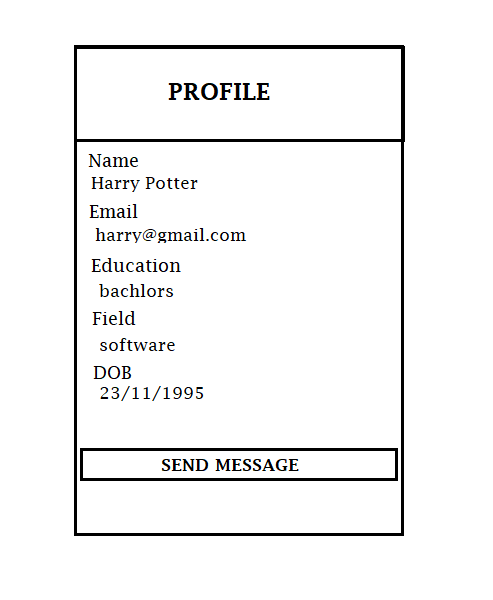 PROFILE
Name
Harry Potter
Email
harry@gmail.com
Education
bachlors
Field
software
DOB
23/11/1995
SEND MESSAGE